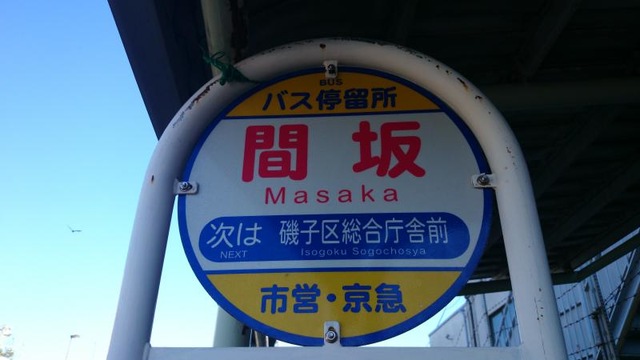 BUS
バス停留所
間坂
Masaka
次は 磯子区総合庁舎前
NEXT Isogoku Sogochosya
市営・京急